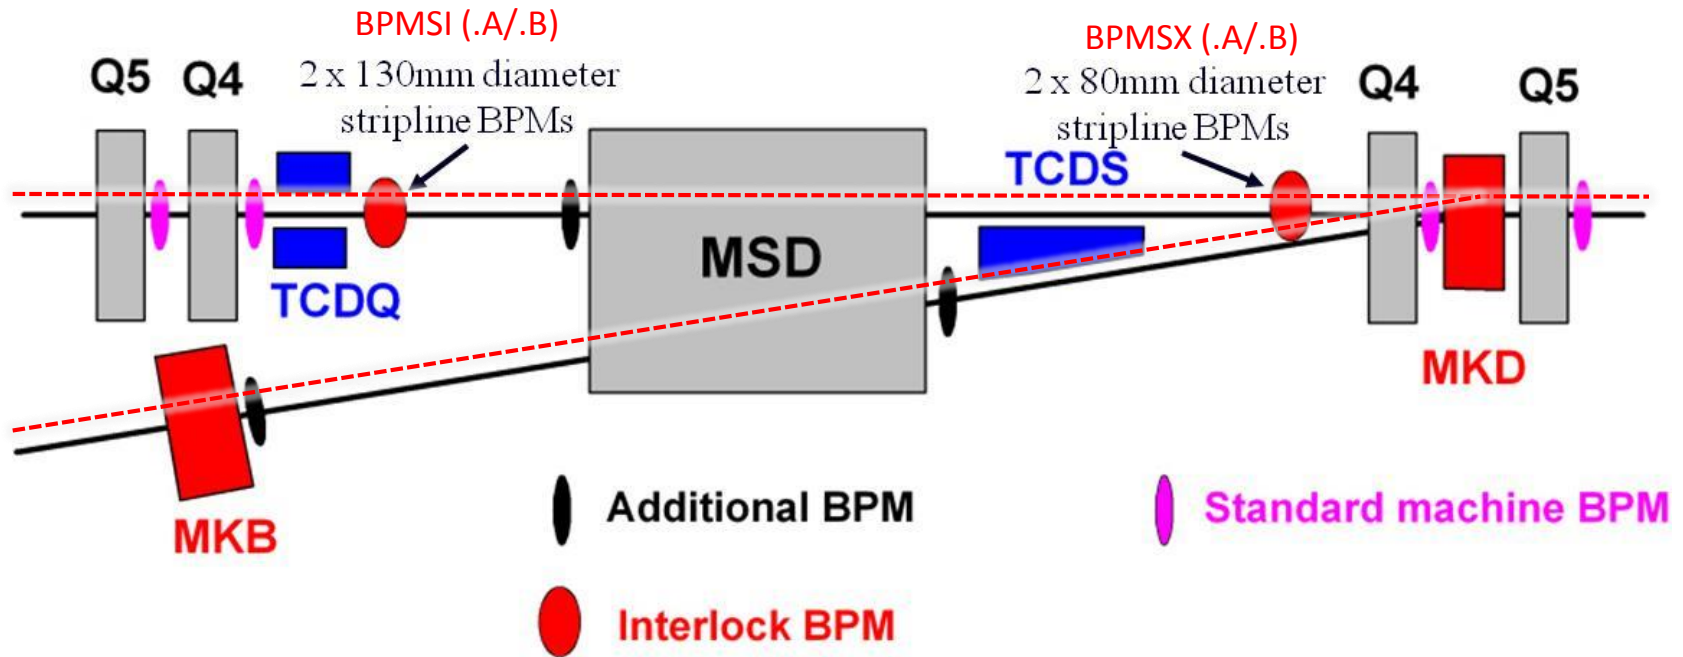 BPMSI (.A/.B)
2 x 130mm diameter
stripline BPMs
BPMSX (.A/.B)
2 x 80mm diameter
stripline BPMs
Q5
Q4
Q4
Q5
TCDS
MSD
TCDQ
MKD
MKB
Additional BPM
Standard machine BPM
Interlock BPM